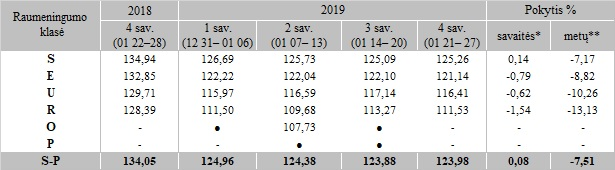 Raumeningumo klasė 2018 2019 Pokytis %
4 sav. (01 22–28) 1 sav. (12 31– 01 06) 2 sav. (01 07– 13) 3 sav. (01 14– 20) 4 sav. (01 21– 27) savaitės* metų**
S 134,94 126,69 125,73 125,09 125,26 0,14 -7,17
E 132,85 122,22 122,04 122,10 121,14 -0,79 -8,82
U 129,71 115,97 116,59 117,14 116,41 -0,62 -10,26
R 128,39 111,50 109,68 113,27 111,53 -1,54 -13,13
O - ● 107,73 ● - - -
P - - ● ● - - -
S-P 134,05 124,96 124,38 123,88 123,98 0,08 -7,51